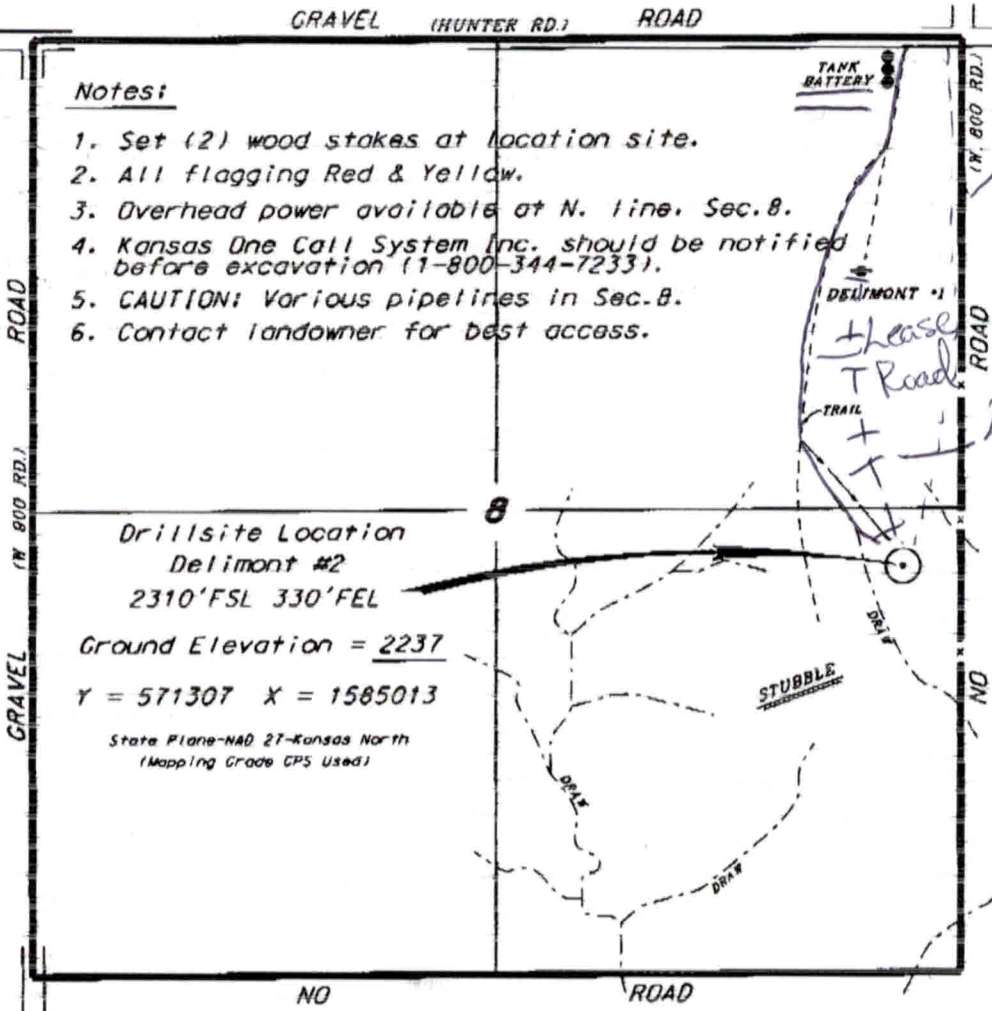 GRAVEL (HUNTER RD.) ROAD
TANK
BATTERY
(W. 800 RD.)
Notes:
1. Set (2) wood stakes at location site.
2. All flagging Red & Yellow.
3. Overhead power available at N. line, Sec.8.
4. Kansas One Call System Inc. should be notified
before excavation (1-800-344-7233).
5. CAUTION: Various pipelines in Sec.8.
6. Contact landowner for best access.
DELIMONT #1
Lease
Road
TRAIL
ROAD
ROAD
(W 800 RD.)
GRAVEL
8
Drillsite Location
Delimont #2
2310'FSL 330'FEL
Ground Elevation = 2237
Y = 571307 X = 1585013
State Plane-NAD 27-Kansas North
(Mapping Grade GPS Used)
DRAW
STUBBLE
NO
DRAW
DRAW
NO ROAD